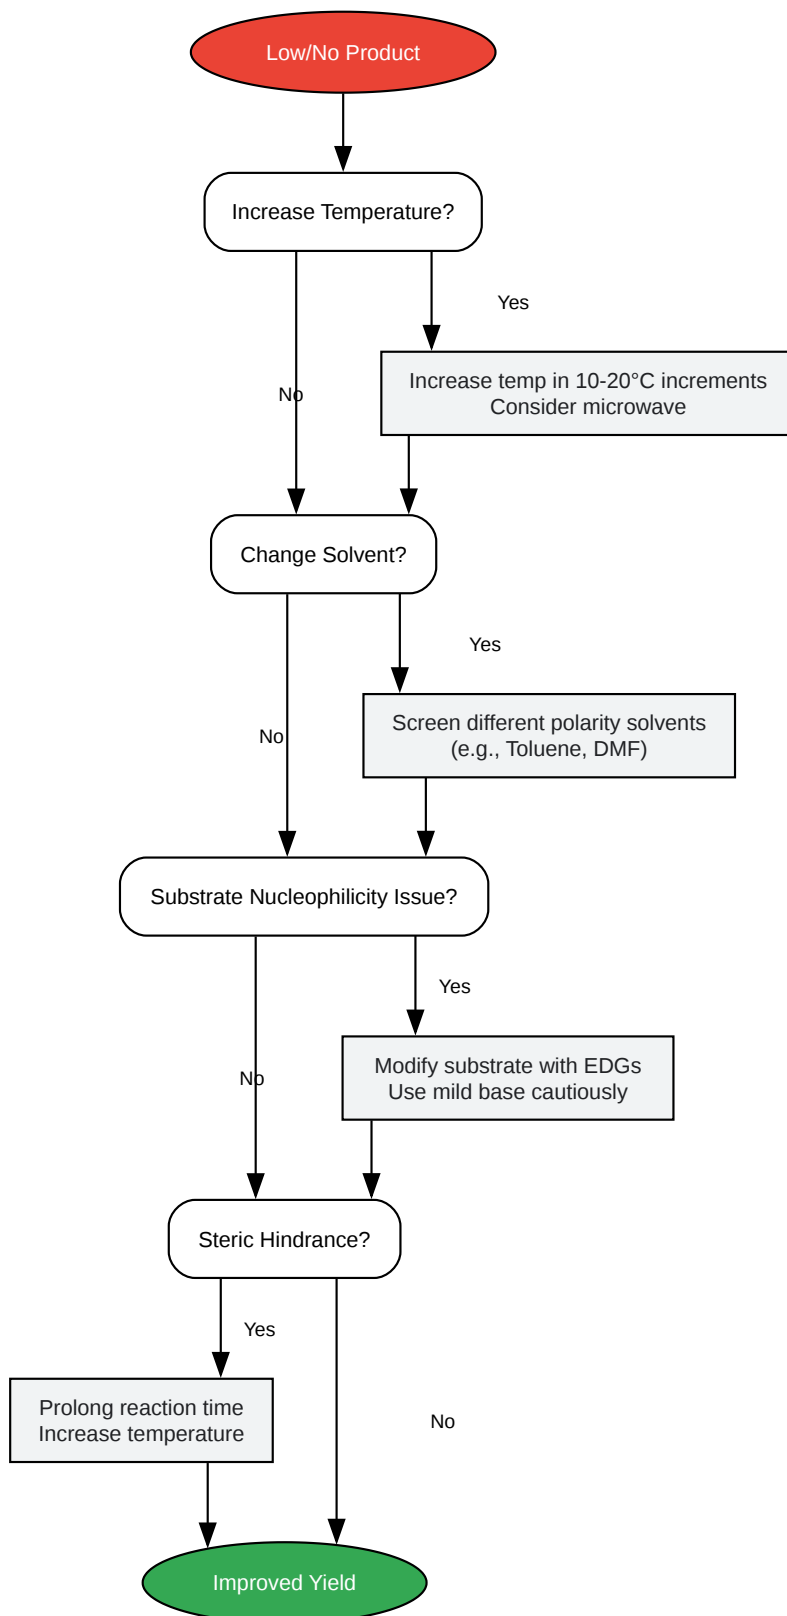 Low/No Product
Increase Temperature?
Yes
Increase temp in 10-20°C increments
Consider microwave
No
Change Solvent?
Yes
Screen different polarity solvents
(e.g., Toluene, DMF)
No
Substrate Nucleophilicity Issue?
Yes
Modify substrate with EDGs
Use mild base cautiously
No
Steric Hindrance?
Yes
Prolong reaction time
Increase temperature
No
Improved Yield